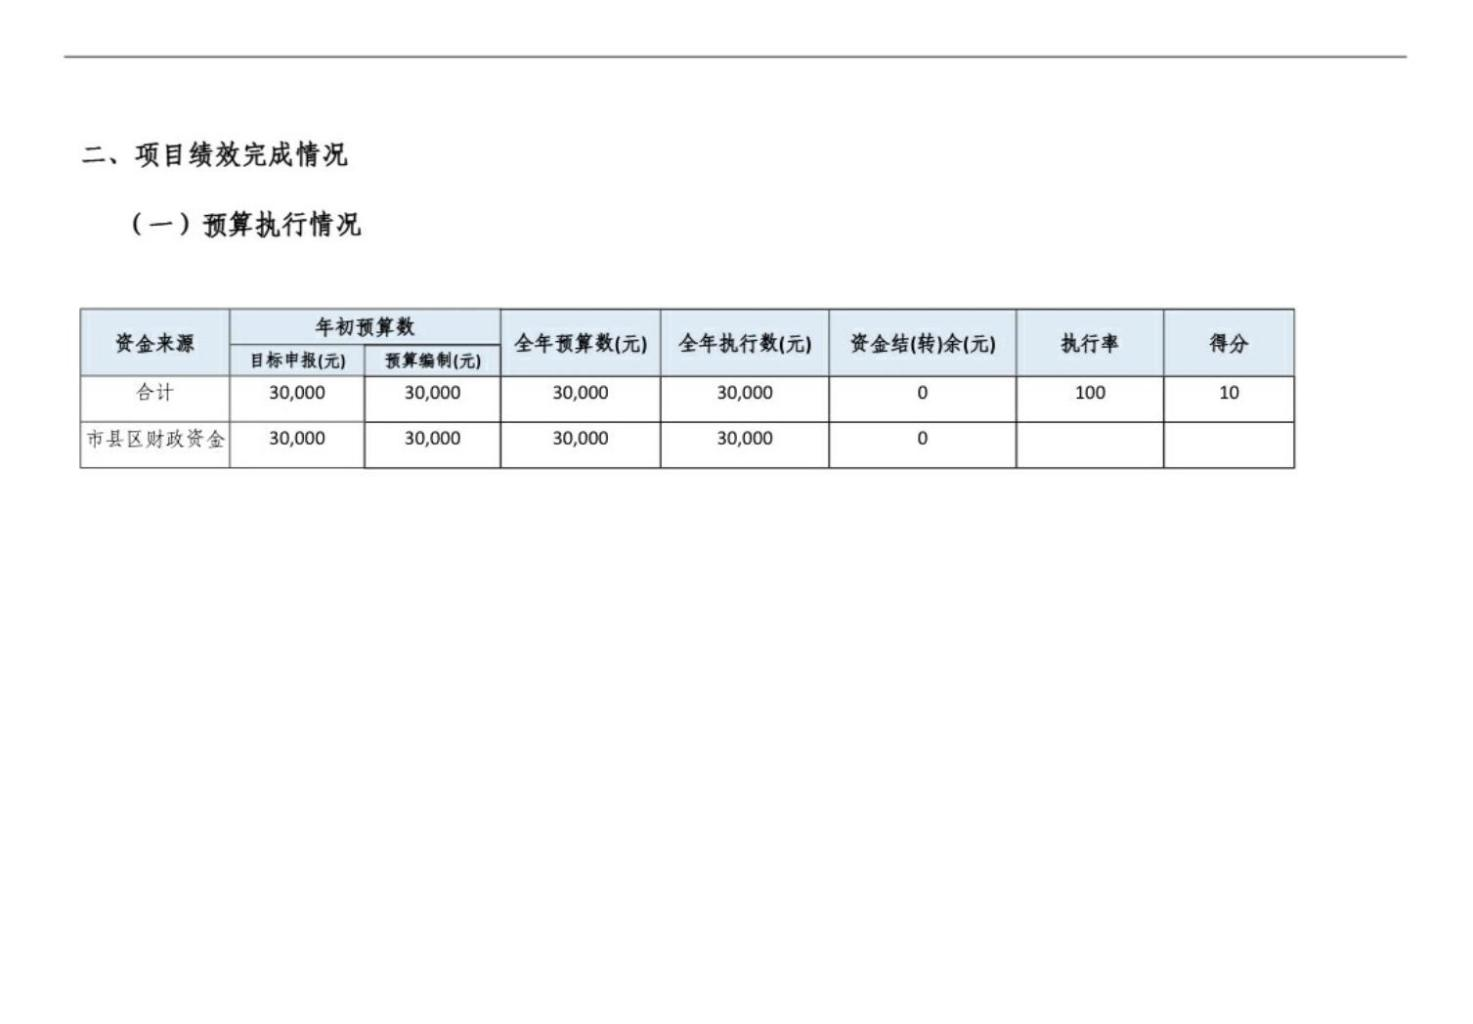 二、项目绩效完成情况
（一）预算执行情况
资金来源 年初预算数 全年预算数(元) 全年执行数(元) 资金结(转)余(元) 执行率 得分
目标申报(元) 预算编制(元)
合计 30,000 30,000 30,000 30,000 0 100 10
市县区财政资金 30,000 30,000 30,000 30,000 0